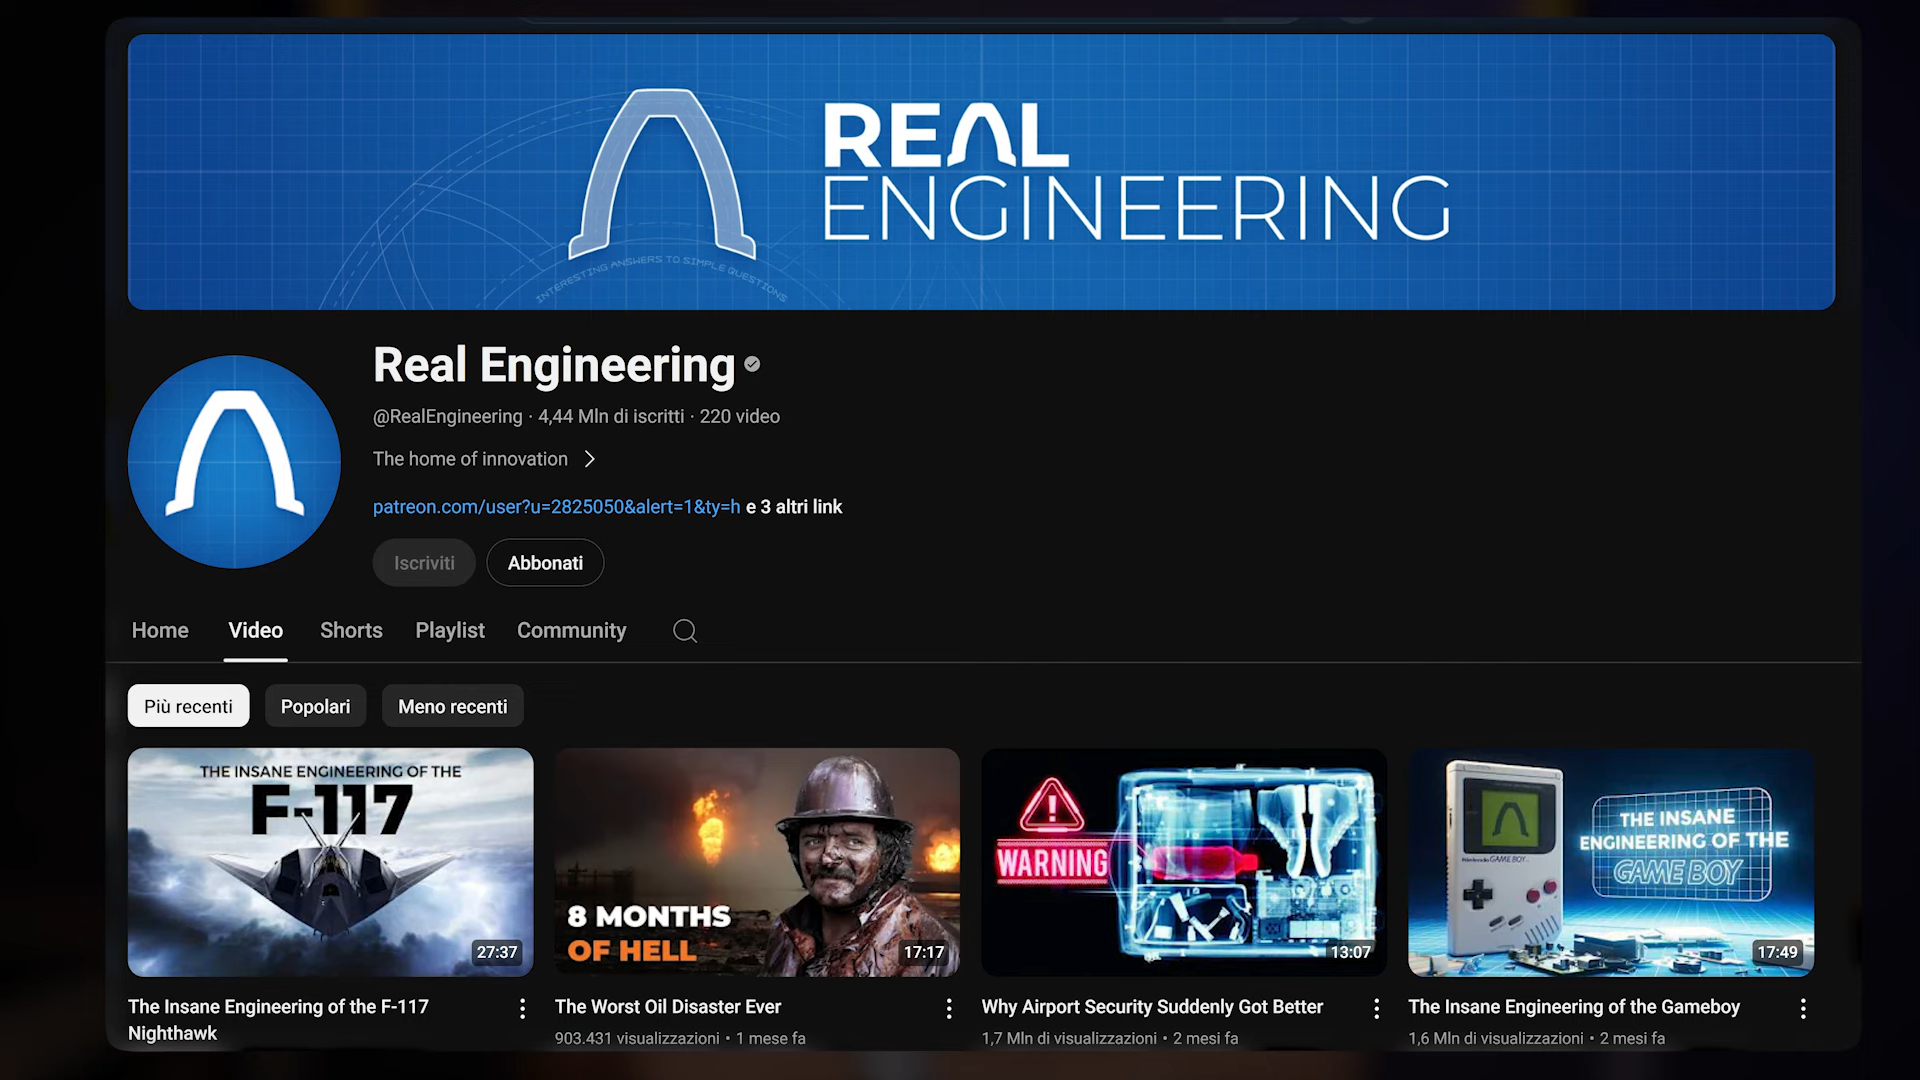 REAL
ENGINEERING
INTERESTING ANSWERS TO SIMPLE QUESTIONS
Real Engineering
@RealEngineering · 4,44 Mln di iscritti · 220 video
The home of innovation
patreon.com/user?u=2825050&alert=1&ty=h e 3 altri link
Iscriviti
Abbonati
Home
Video
Shorts
Playlist
Community
Più recenti
Popolari
Meno recenti
THE INSANE ENGINEERING OF THE
F-117
27:37
8 MONTHS
OF HELL
17:17
WARNING
13:07
Nintendo GAME BOY
THE INSANE
ENGINEERING OF THE
GAME BOY
17:49
The Insane Engineering of the F-117
Nighthawk
The Worst Oil Disaster Ever
903.431 visualizzazioni • 1 mese fa
Why Airport Security Suddenly Got Better
1,7 Mln di visualizzazioni • 2 mesi fa
The Insane Engineering of the Gameboy
1,6 Mln di visualizzazioni • 2 mesi fa